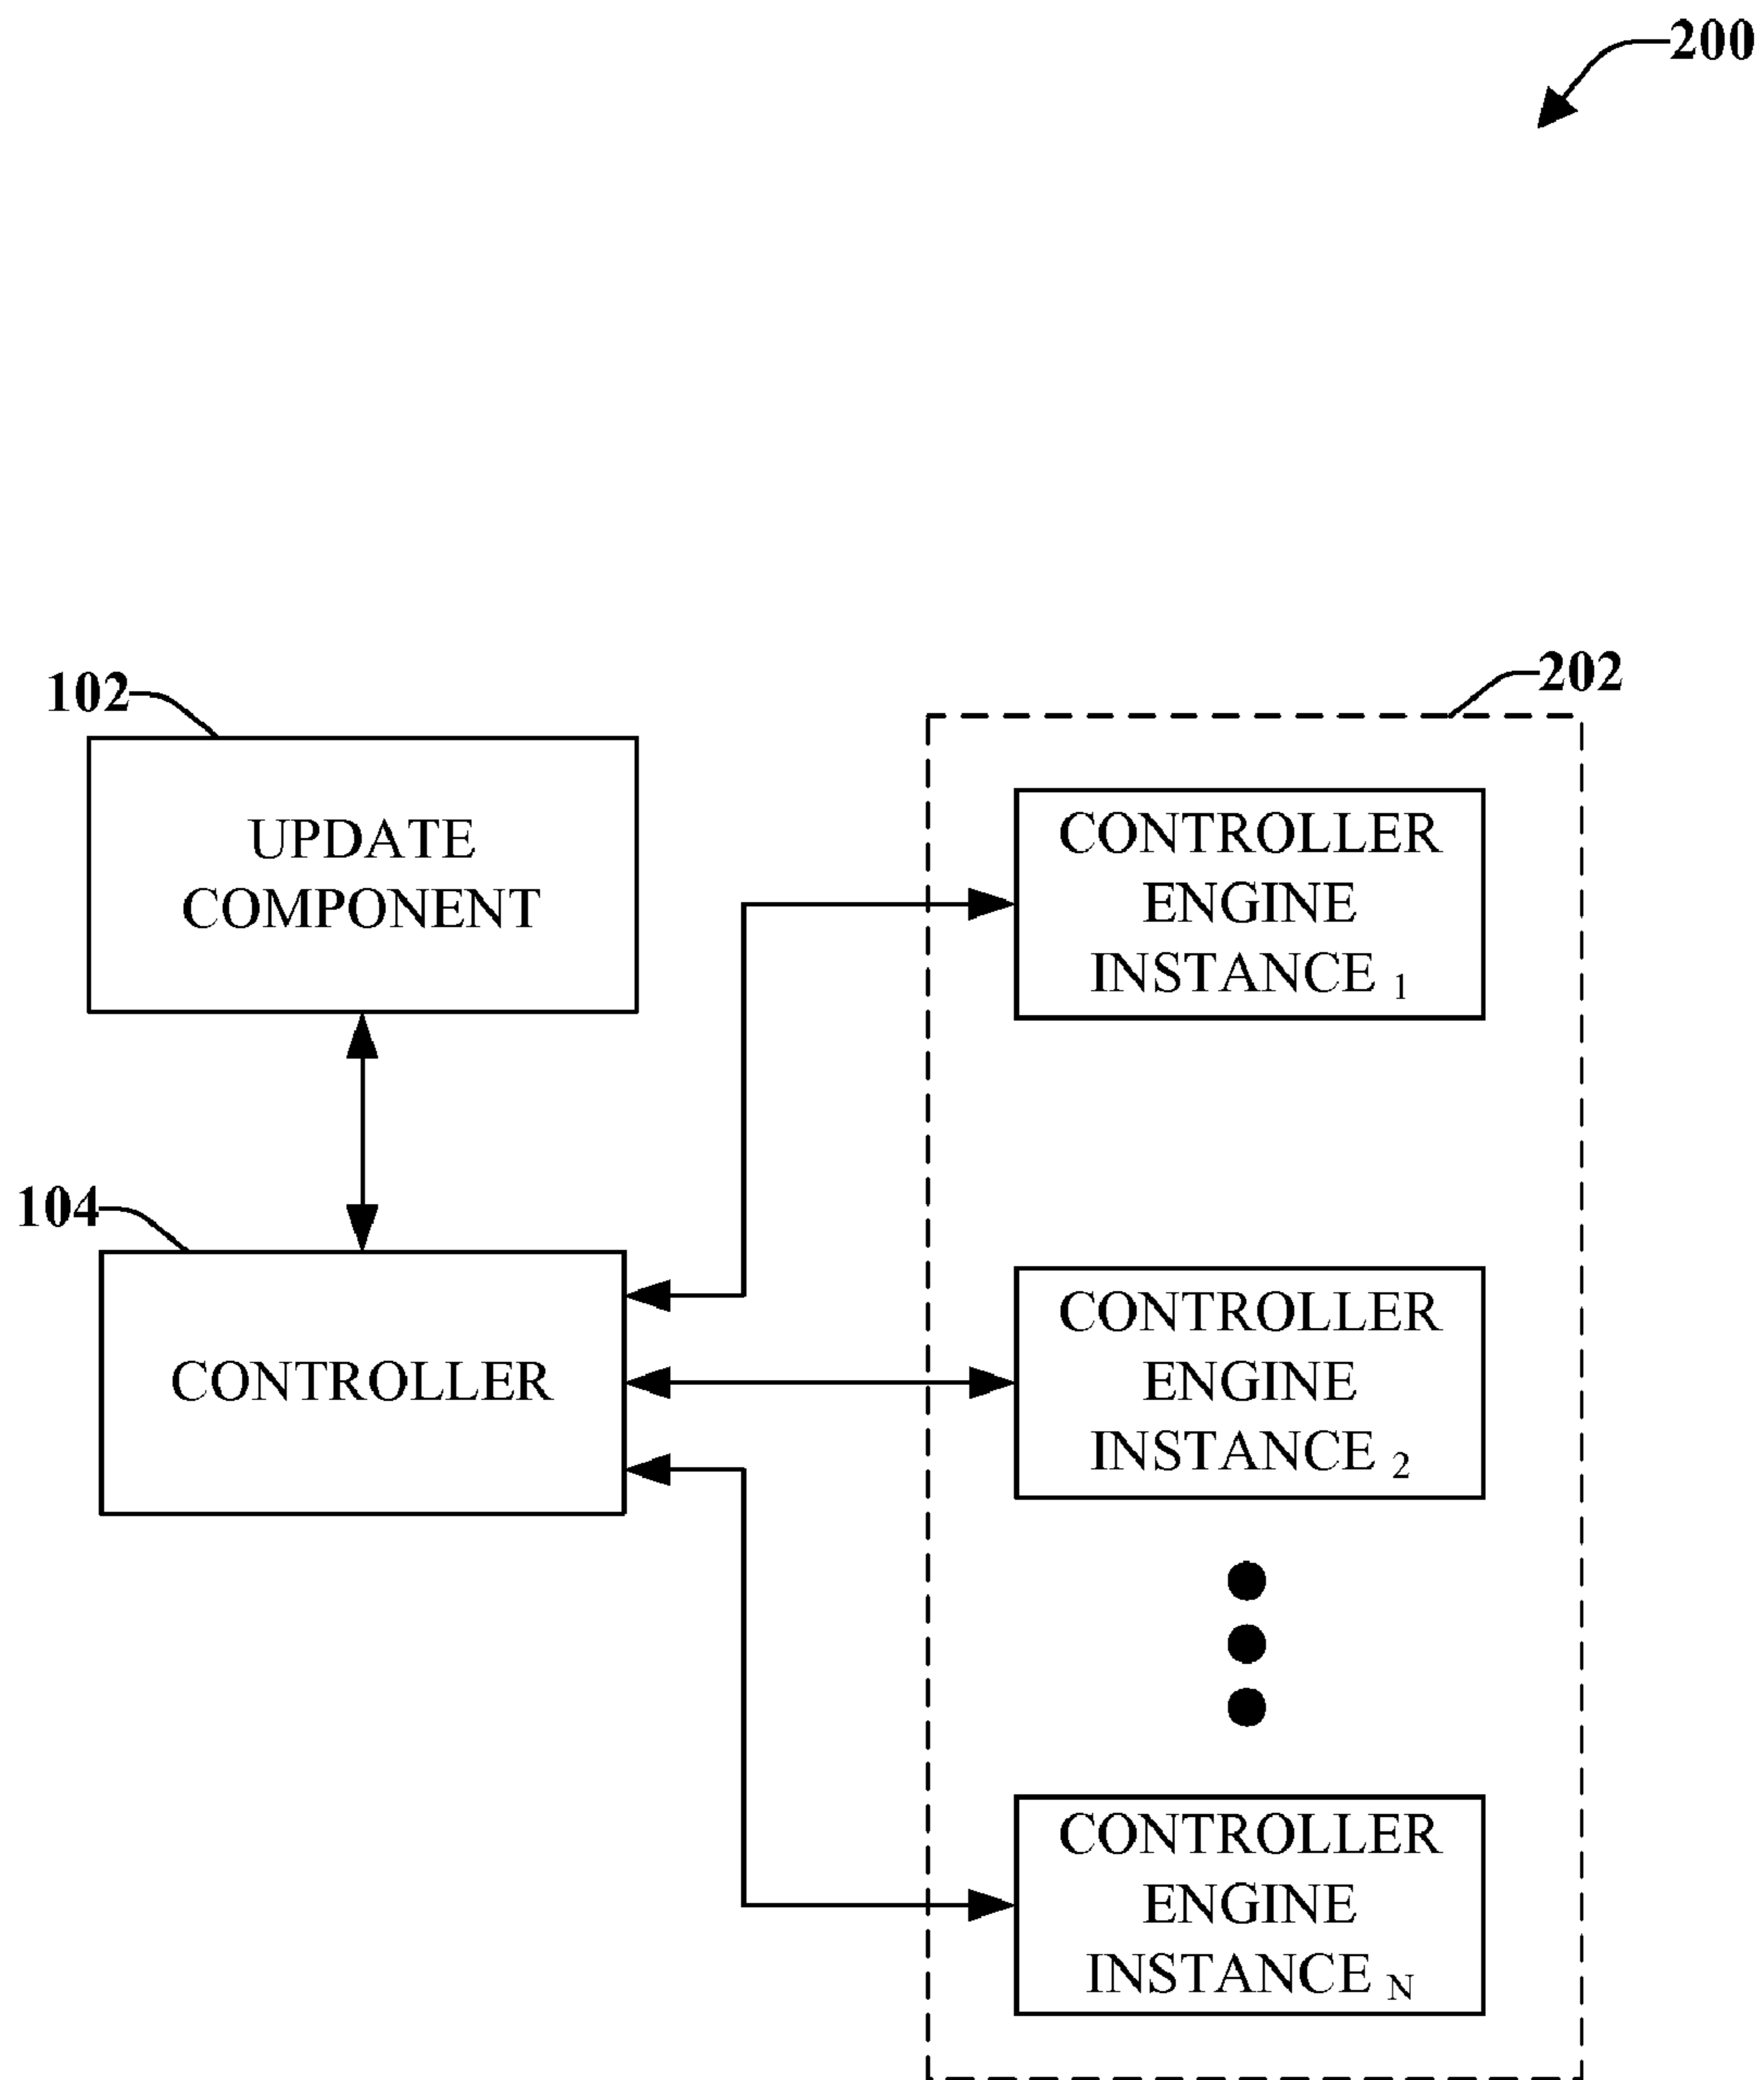 200
102
202
UPDATE
COMPONENT
CONTROLLER
ENGINE
INSTANCE 1
104
CONTROLLER
CONTROLLER
ENGINE
INSTANCE 2
CONTROLLER
ENGINE
INSTANCE N